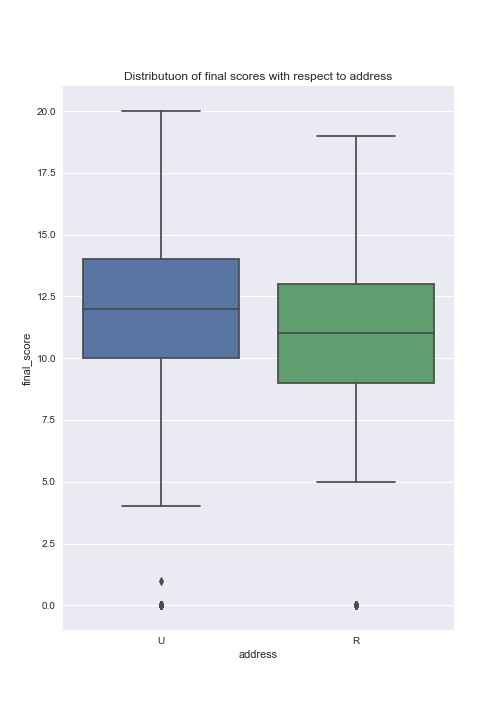 Distributuon of final scores with respect to address
20.0
17.5
15.0
12.5
10.0
7.5
5.0
2.5
0.0
final_score
U R
address